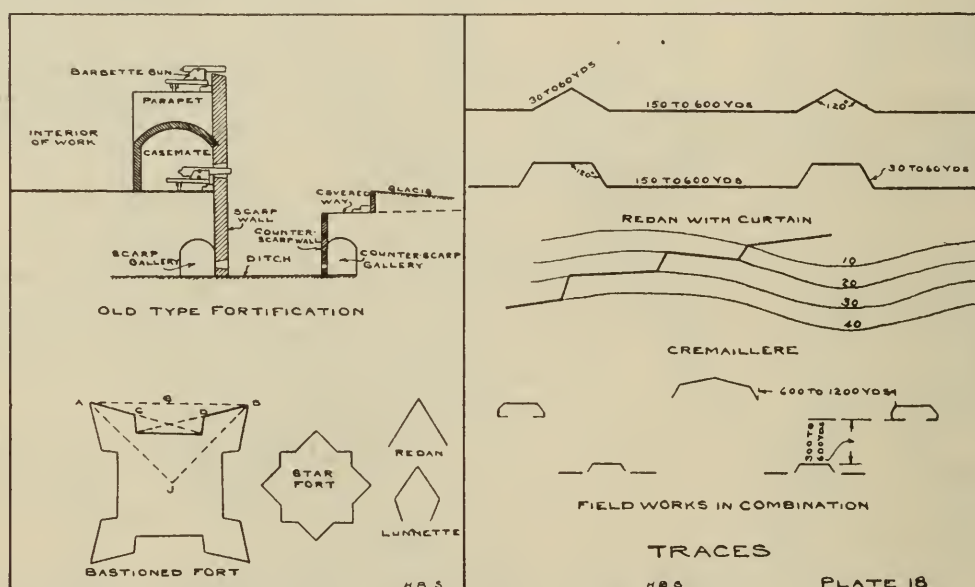 BARBETTE GUN
PARAPET
INTERIOR
OF WORK
CASEMATE
COVERED
WAY
GLACIS
SCARP
WALL
COUNTER-
SCARP WALL
SCARP
GALLERY
DITCH
COUNTER-SCARP
GALLERY
OLD TYPE FORTIFICATION
A
C
D
B
J
BASTIONED FORT
STAR
FORT
REDAN
LUNNETTE
H.B.S.
30 TO 60 YDS
150 TO 600 YDS
120°
120°
150 TO 600 YDS
30 TO 60 YDS
REDAN WITH CURTAIN
10
20
30
40
CREMAILLERE
600 TO 1200 YDS
300 TO
600 YDS
FIELD WORKS IN COMBINATION
TRACES
H.B.S.
PLATE 18